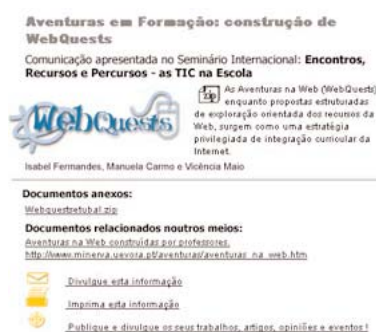 Aventuras em Formação: construção de
WebQuests
Comunicação apresentada no Seminário Internacional: Encontros,
Recursos e Percursos - as TIC na Escola
WebQuests
zip
As Aventuras na Web (WebQuests)
enquanto propostas estruturadas
de exploração orientada dos recursos da
Web, surgem como uma estratégia
privilegiada de integração curricular da
Internet.
Isabel Fernandes, Manuela Carmo e Vicência Maio
Documentos anexos:
Webquestsetubal.zip
Documentos relacionados noutros meios:
Aventuras na Web construídas por professores.
http://www.minerva.uevora.pt/aventuras/aventuras_na_web.htm
Divulgue esta informação
Imprima esta informação
Publique e divulgue os seus trabalhos, artigos, opiniões e eventos!